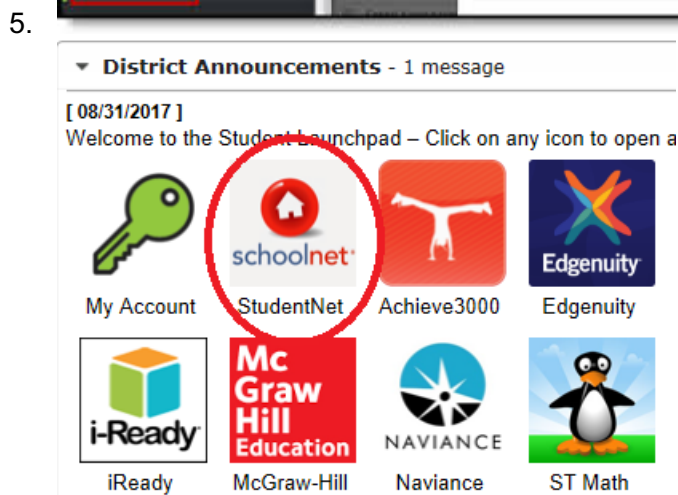 5.
District Announcements - 1 message
[ 08/31/2017 ]
Welcome to the Student Launchpad – Click on any icon to open a
schoolnet
Edgenuity
My Account StudentNet Achieve3000 Edgenuity
i-Ready
Mc
Graw
Hill
Education
NAVIANCE
iReady McGraw-Hill Naviance ST Math